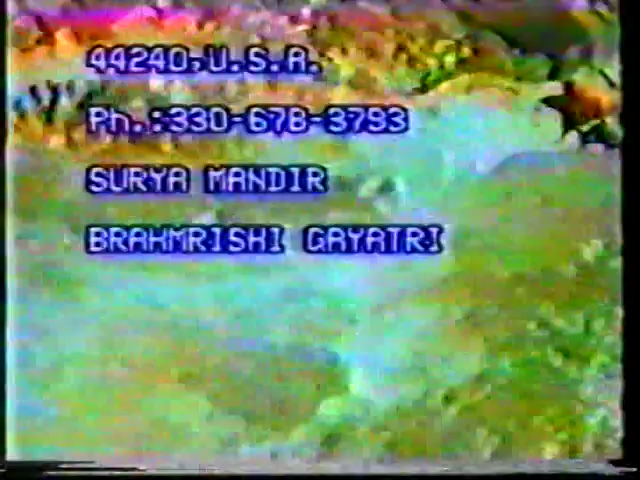 44240,U.S.A.
Ph.:330-678-3793
SURYA MANDIR
BRAHMRISHI GAYATRI